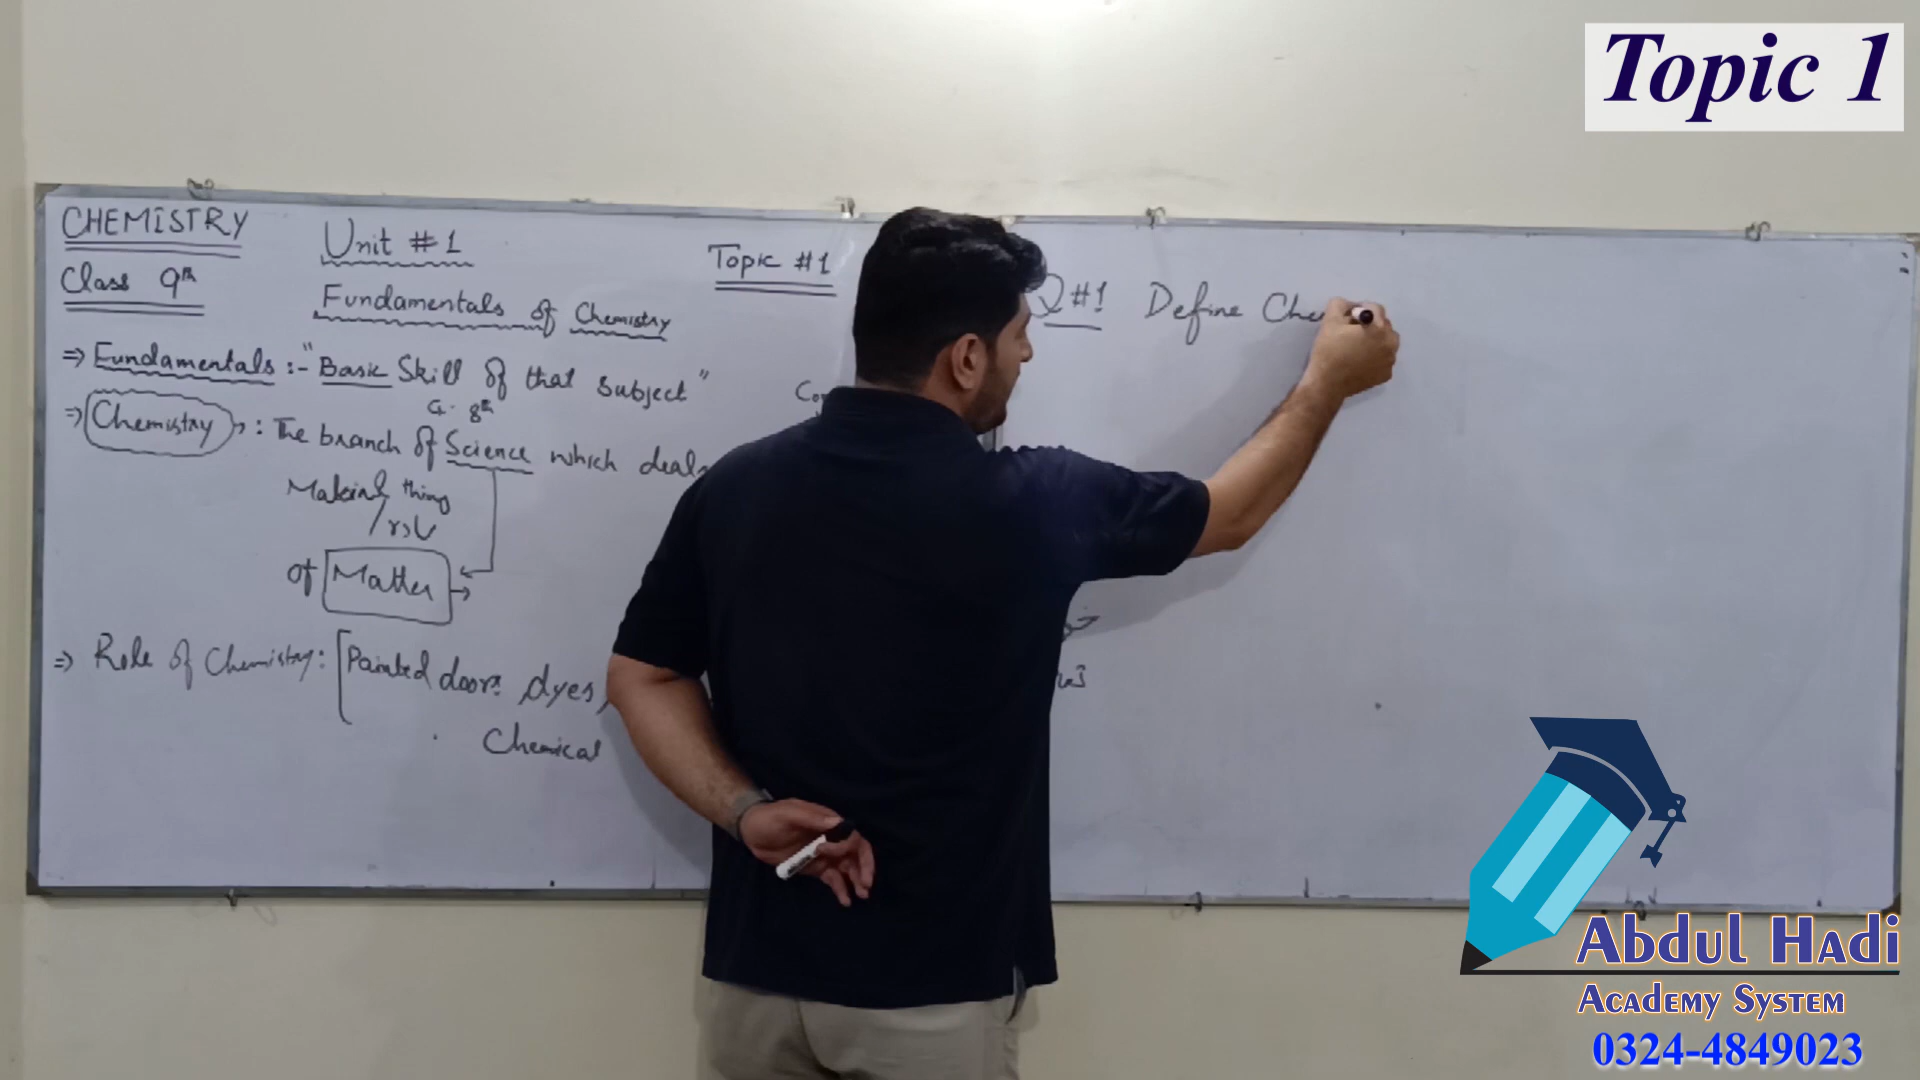 Topic 1
CHEMISTRY
Unit #1
Topic #1
Class 9th
Fundamentals of Chemistry
Q#1 Define Che
⇒ Fundamentals :- "Basic Skill of that Subject"
8th
⇒ Chemistry : The branch of Science which deals
thing
of Matter
⇒ Role of Chemistry: [Painted doors, dyes,
Chemical
Abdul Hadi
Academy System
0324-4849023